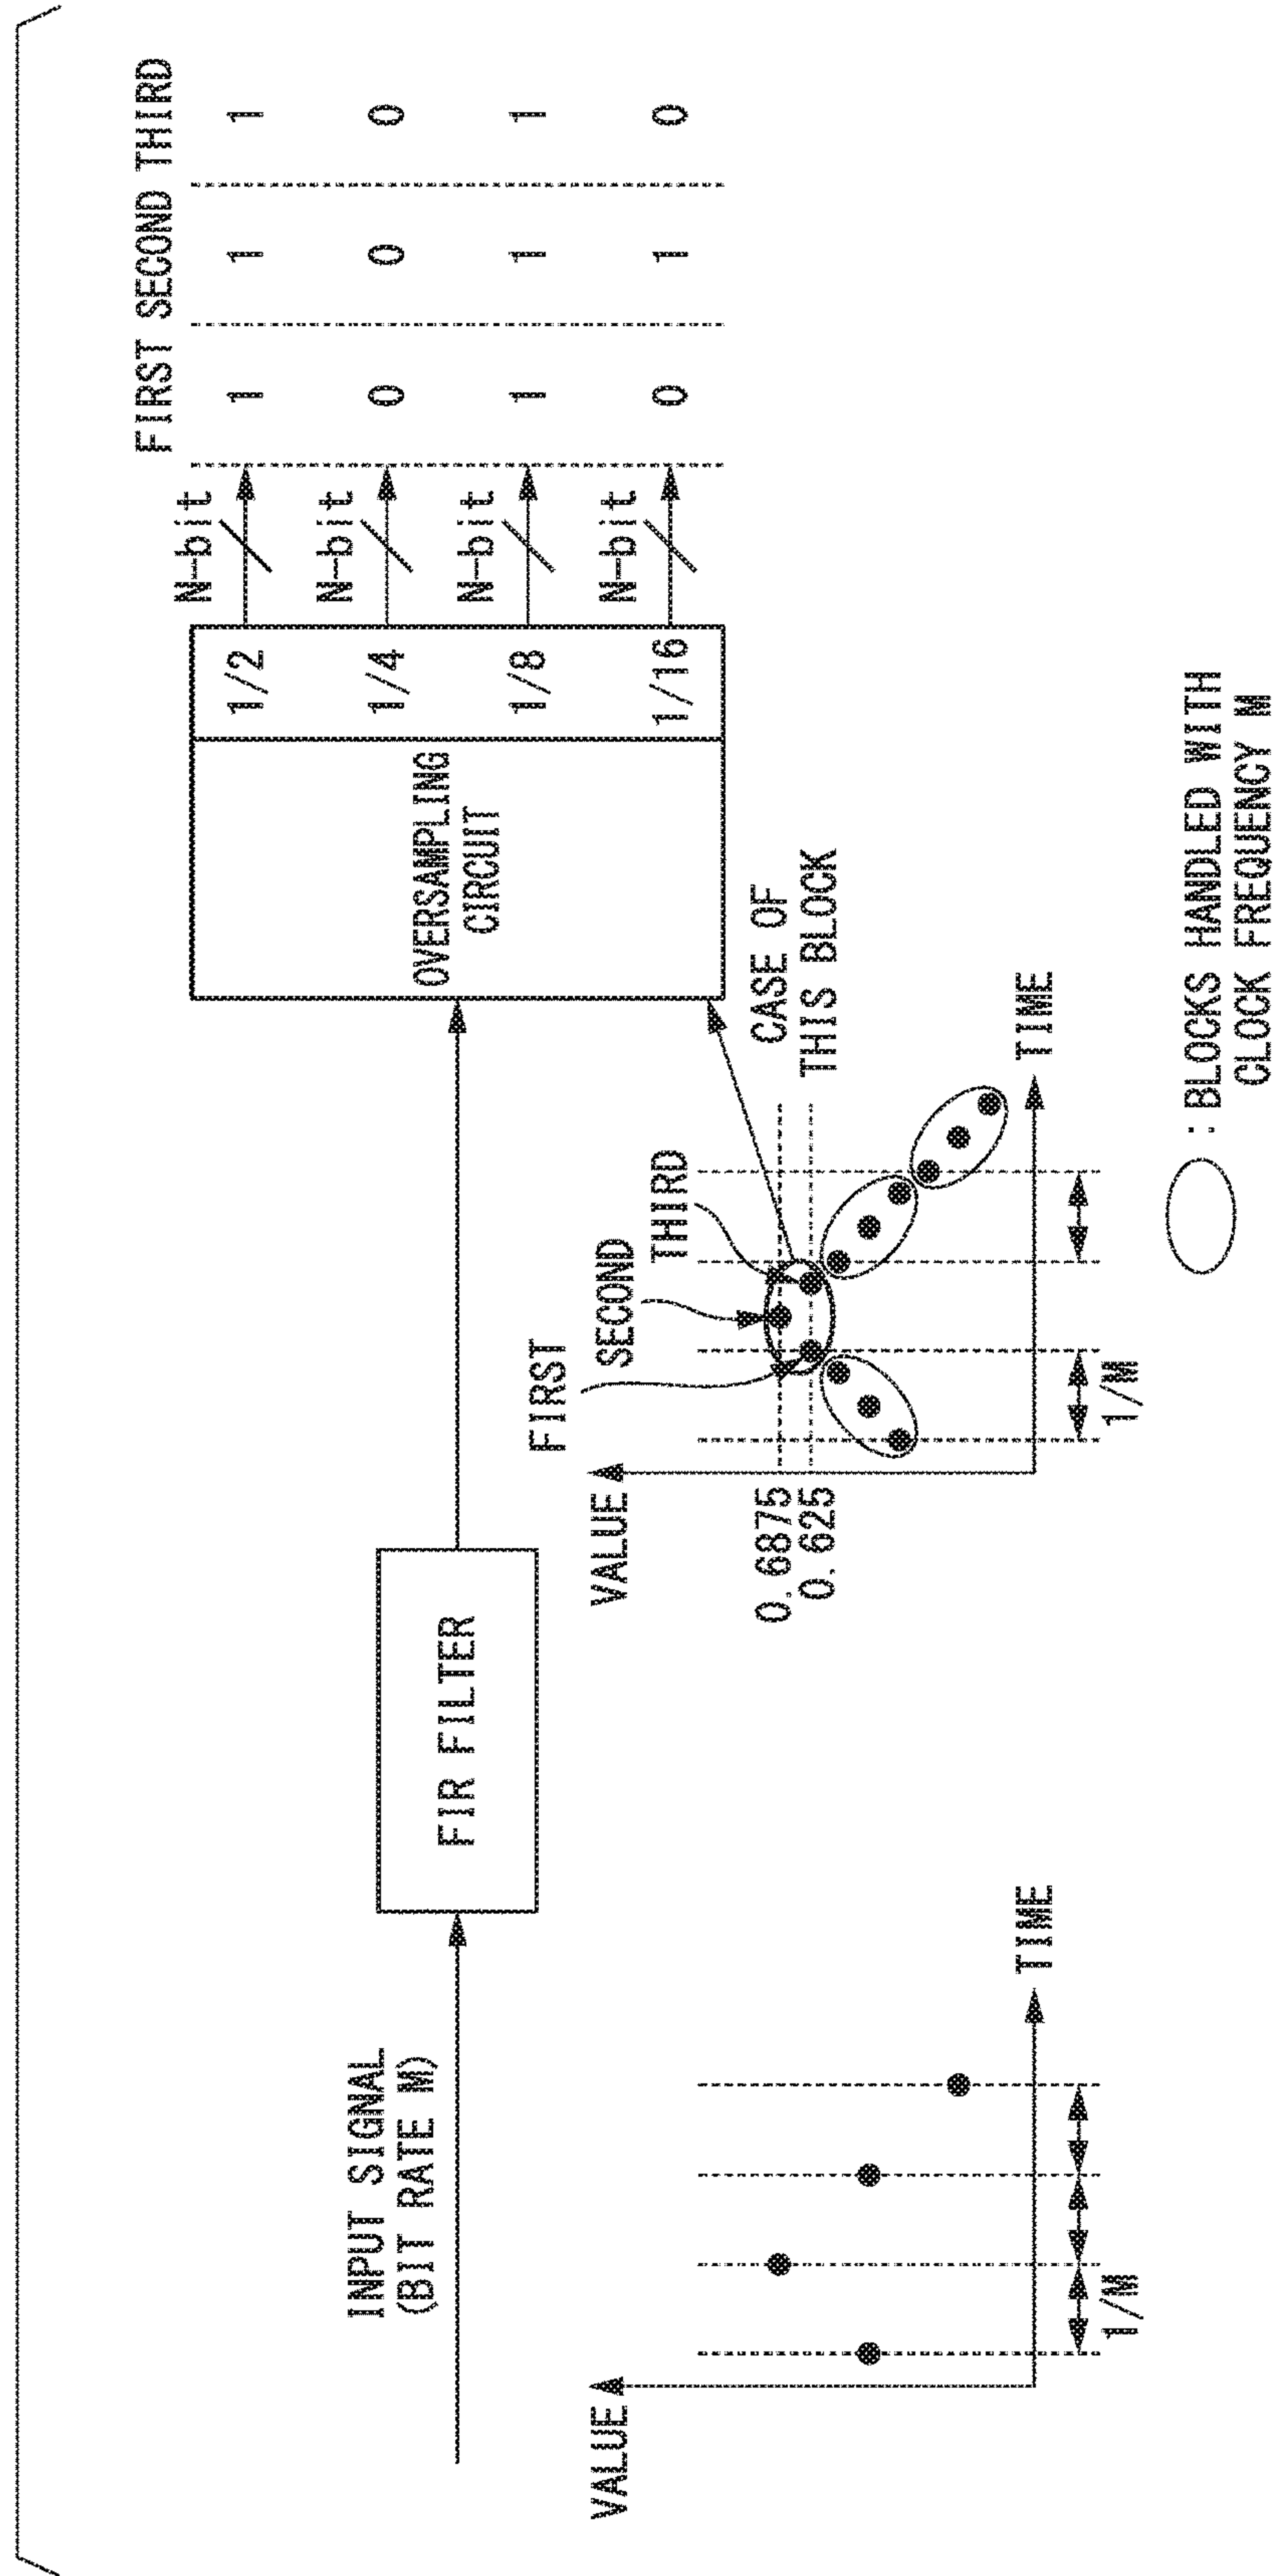 INPUT SIGNAL
(BIT RATE M)
FIR FILTER
OVERSAMPLING
CIRCUIT
1/2
1/4
1/8
1/16
N-bit
N-bit
N-bit
N-bit
FIRST SECOND THIRD
1 1 1
0 0 0
1 1 1
0 1 0
VALUE
TIME
1/M
VALUE
0.6875
0.625
FIRST
SECOND
THIRD
CASE OF
THIS BLOCK
TIME
1/M
: BLOCKS HANDLED WITH
CLOCK FREQUENCY M